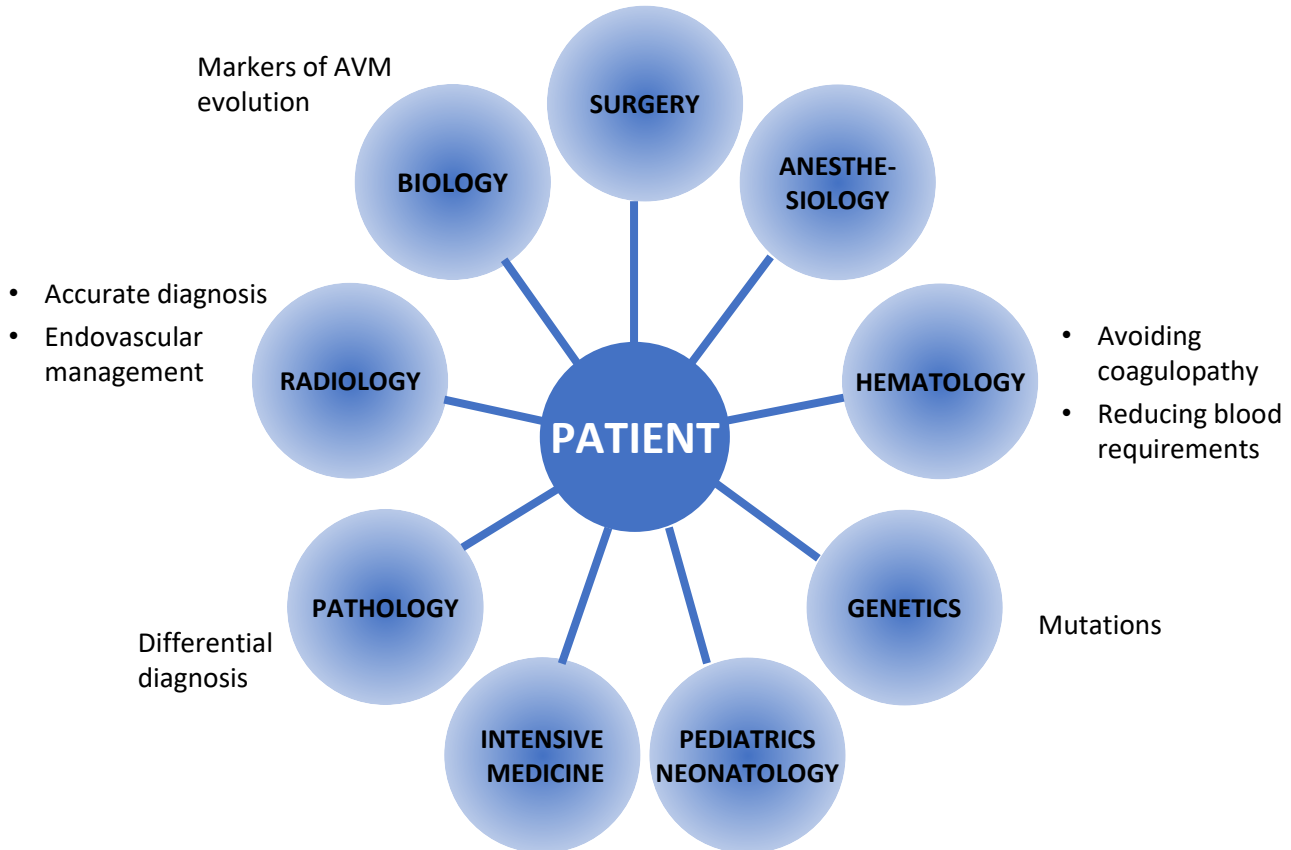 Markers of AVM
evolution
SURGERY
BIOLOGY
ANESTHE-
SIOLOGY
• Accurate diagnosis
• Endovascular
management
RADIOLOGY
HEMATOLOGY
• Avoiding
coagulopathy
• Reducing blood
requirements
PATIENT
PATHOLOGY
GENETICS
Differential
diagnosis
Mutations
INTENSIVE
MEDICINE
PEDIATRICS
NEONATOLOGY